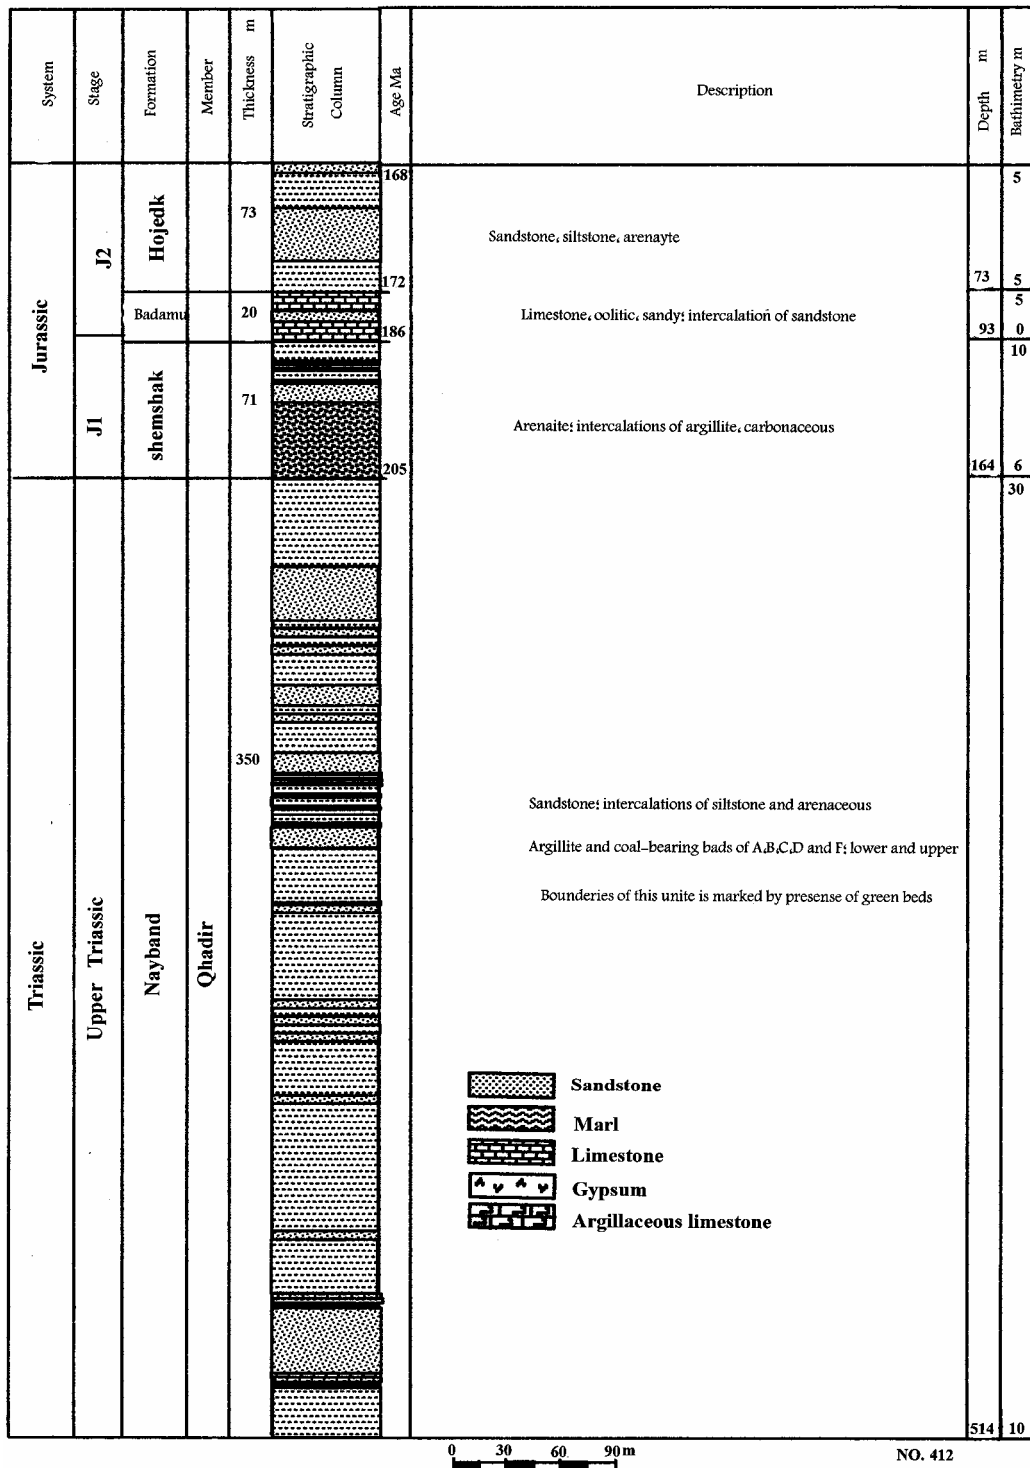 System
Stage
Formation
Member
Thickness m
Stratigraphic
Column
Age Ma
Description
Depth m
Bathimetry m
Jurassic
J2
Hojedk
73
168
172
Sandstone, siltstone, arenayte
73
5
5
Badamu
20
186
Limestone, oolitic, sandy; intercalation of sandstone
93
5
0
J1
shemshak
71
205
Arenaite; intercalations of argillite, carbonaceous
164
10
6
Triassic
Upper Triassic
Nayband
Qhadir
350
30
Sandstone; intercalations of siltstone and arenaceous
Argillite and coal-bearing bads of A,B,C,D and F; lower and upper
Bounderies of this unite is marked by presense of green beds
Sandstone
Marl
Limestone
Gypsum
Argillaceous limestone
514
10
0 30 60 90 m
NO. 412